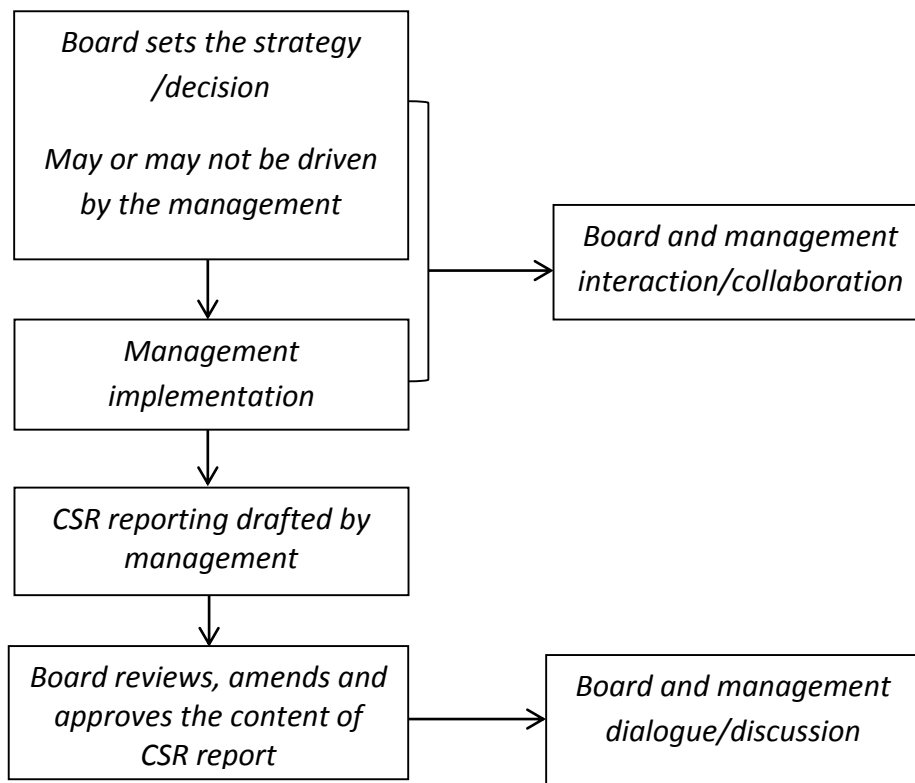 Board sets the strategy
/decision
May or may not be driven
by the management
Board and management
interaction/collaboration
Management
implementation
CSR reporting drafted by
management
Board reviews, amends and
approves the content of
CSR report
Board and management
dialogue/discussion